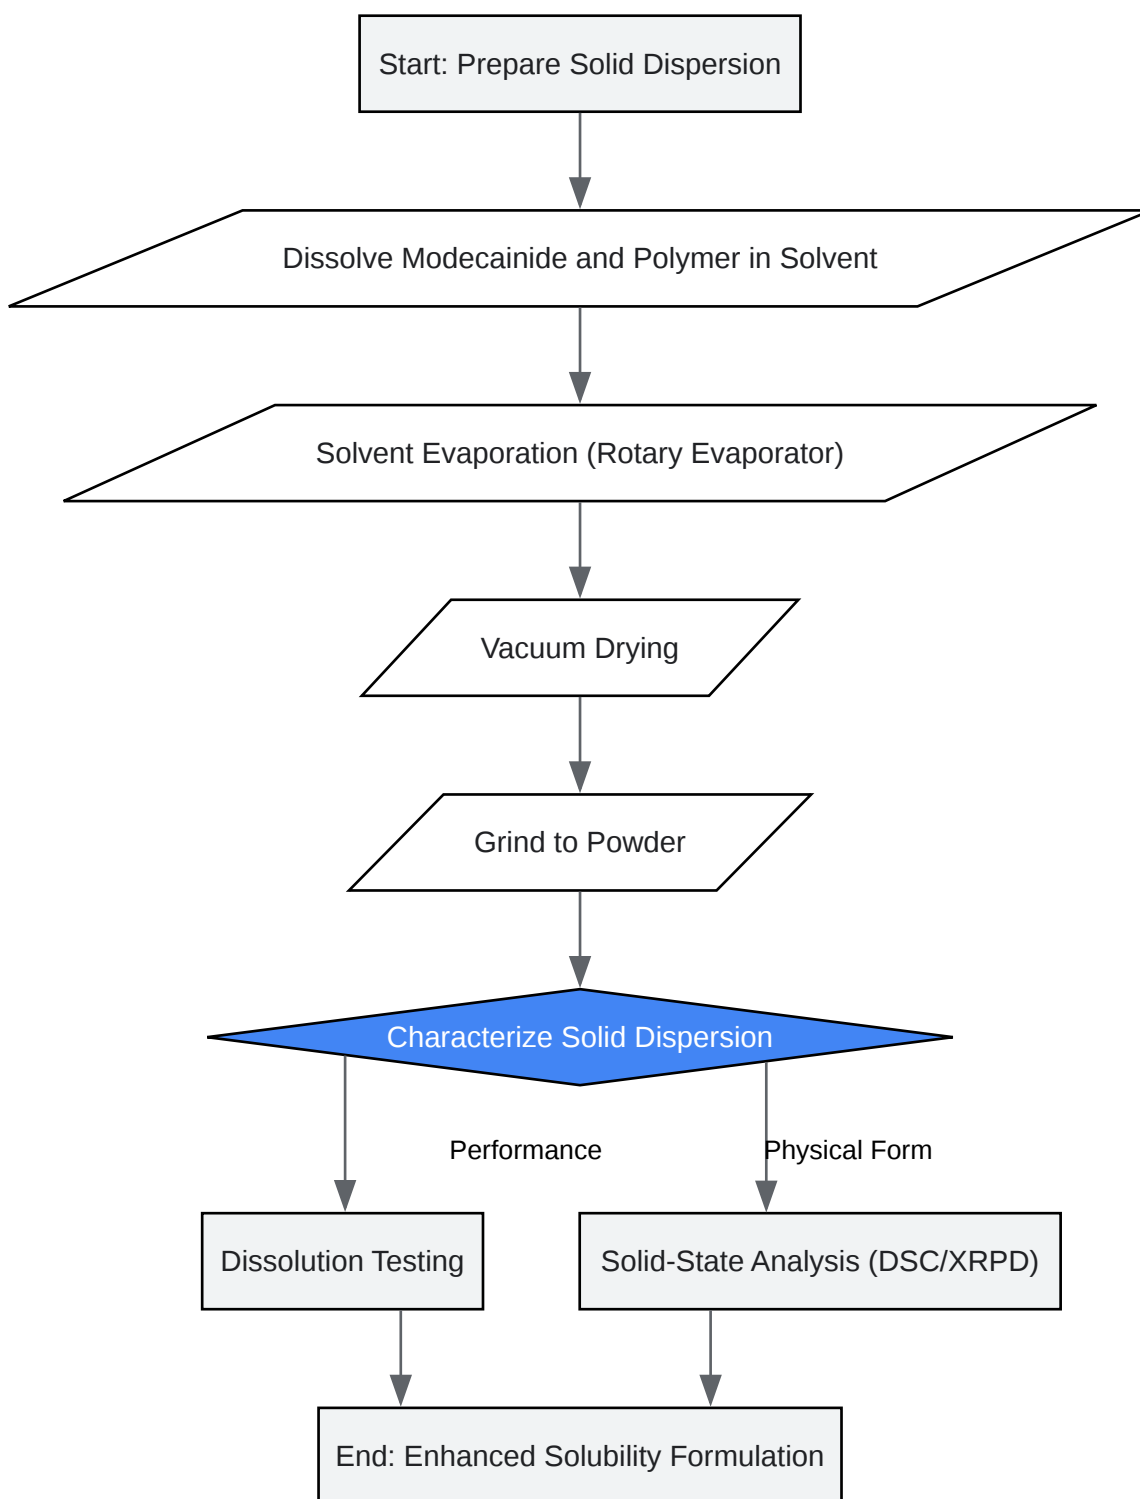 Start: Prepare Solid Dispersion
Dissolve Modecainide and Polymer in Solvent
Solvent Evaporation (Rotary Evaporator)
Vacuum Drying
Grind to Powder
Characterize Solid Dispersion
Performance
Physical Form
Dissolution Testing
Solid-State Analysis (DSC/XRPD)
End: Enhanced Solubility Formulation